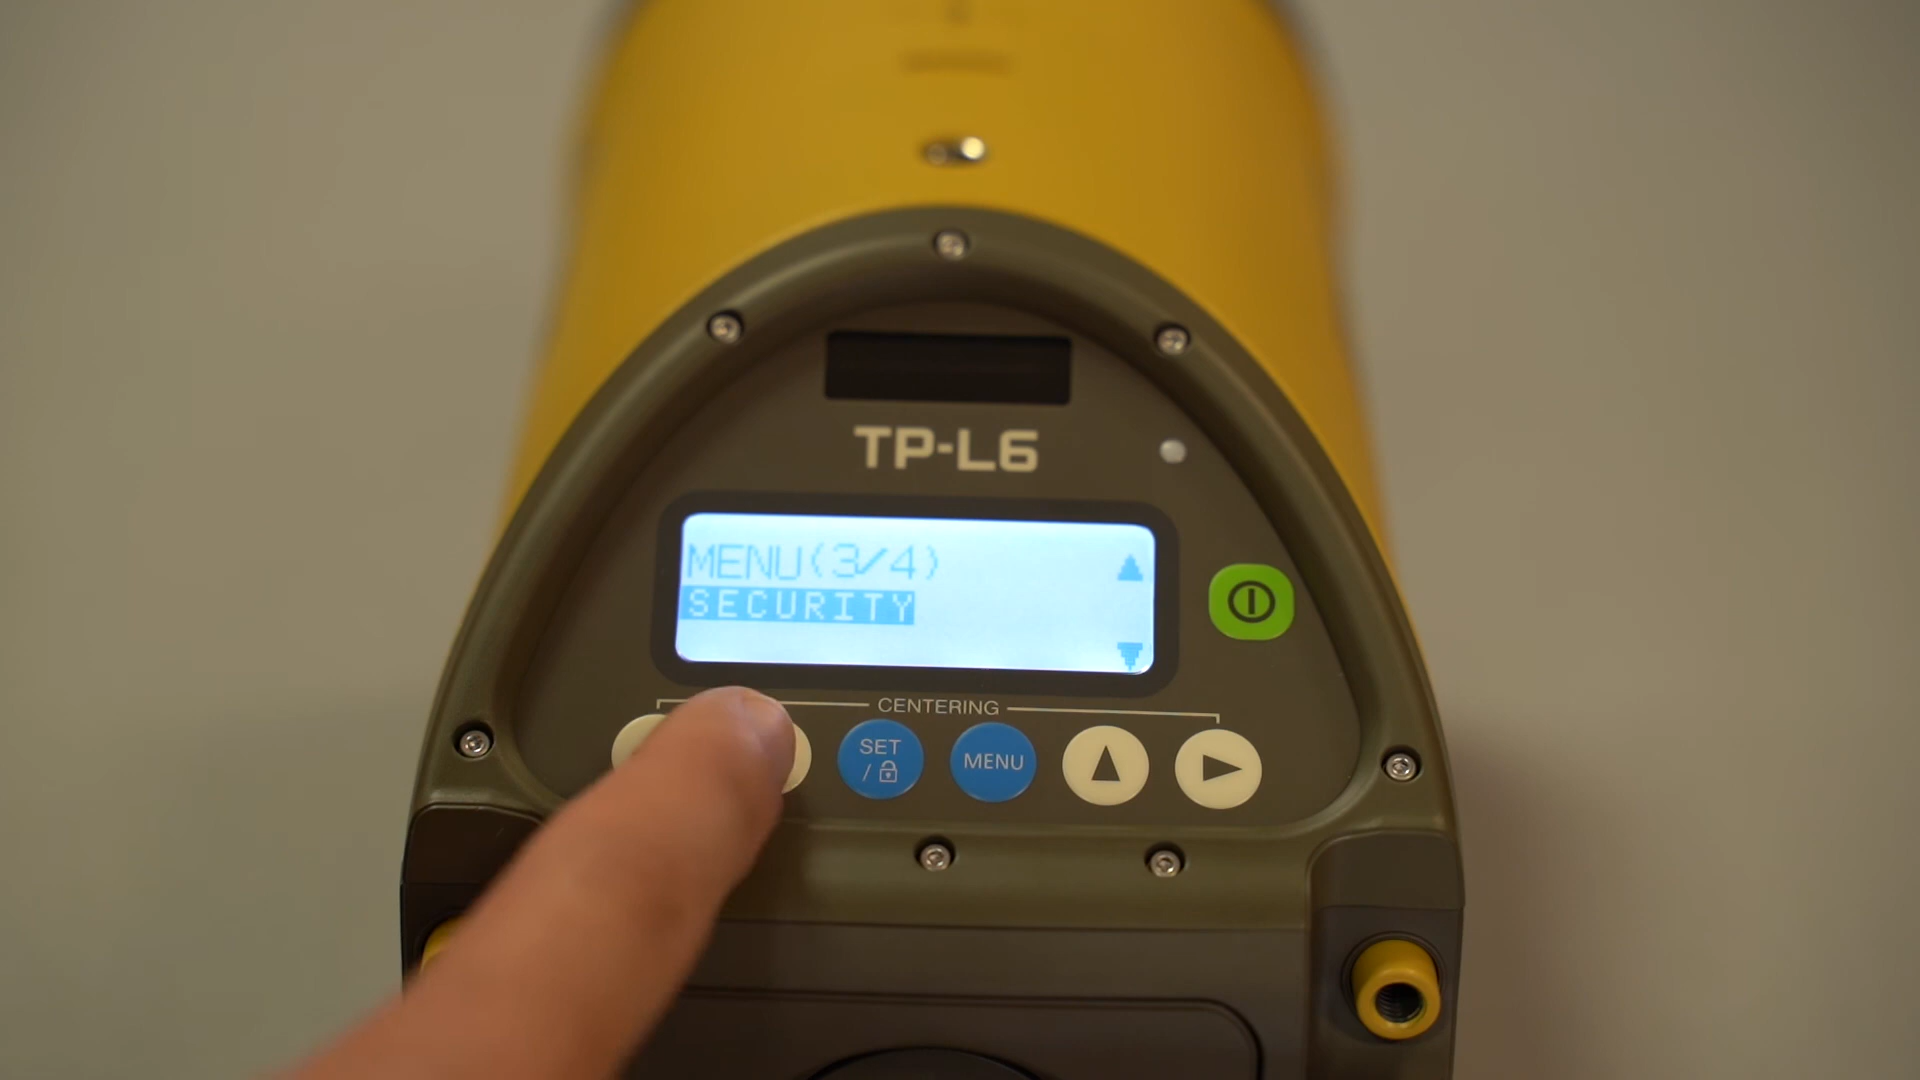 TP-L6
MENU(3/4)
SECURITY
CENTERING
SET
/
MENU